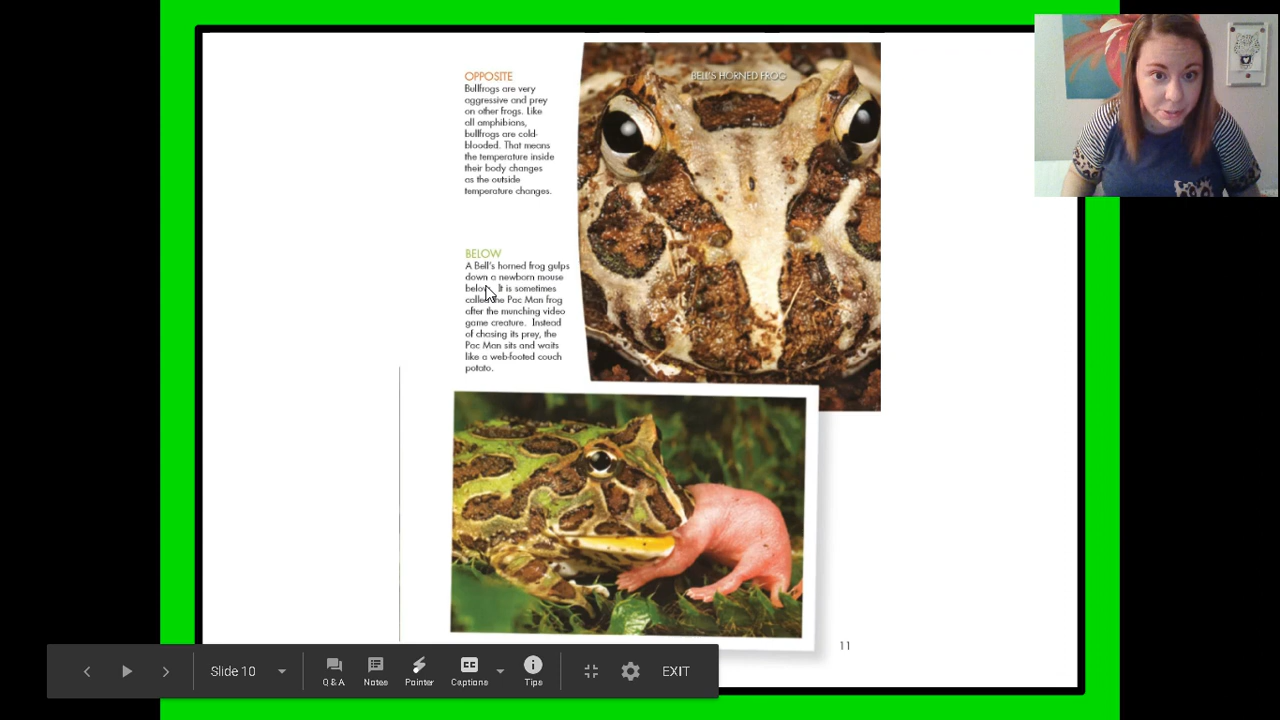 OPPOSITE
Bullfrogs are very
aggressive and prey
on other frogs. Like
all amphibians,
bullfrogs are cold-
blooded. That means
the temperature inside
their body changes
as the outside
temperature changes.
BELL'S HORNED FROG
BELOW
A Bell's horned frog gulps
down a newborn mouse
below. It is sometimes
called the Pac Man frog
after the munching video
game creature. Instead
of chasing its prey, the
Pac Man sits and waits
like a web-footed couch
potato.
11
Slide 10
Q & A
Notes
Pointer
Captions
Tips
EXIT